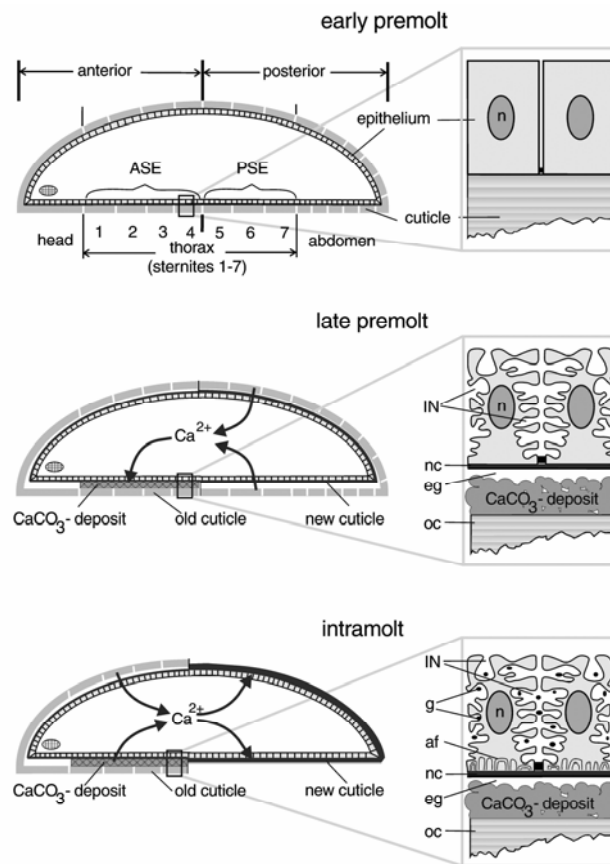 early premolt
anterior
posterior
n
epithelium
ASE
PSE
cuticle
head
1 2 3 4 5 6 7
abdomen
thorax
(sternites 1-7)
late premolt
IN
n
Ca2+
nc
eg
CaCO3- deposit
CaCO3- deposit
old cuticle
new cuticle
oc
intramolt
IN
g
n
Ca2+
af
nc
eg
CaCO3- deposit
CaCO3- deposit
old cuticle
new cuticle
oc